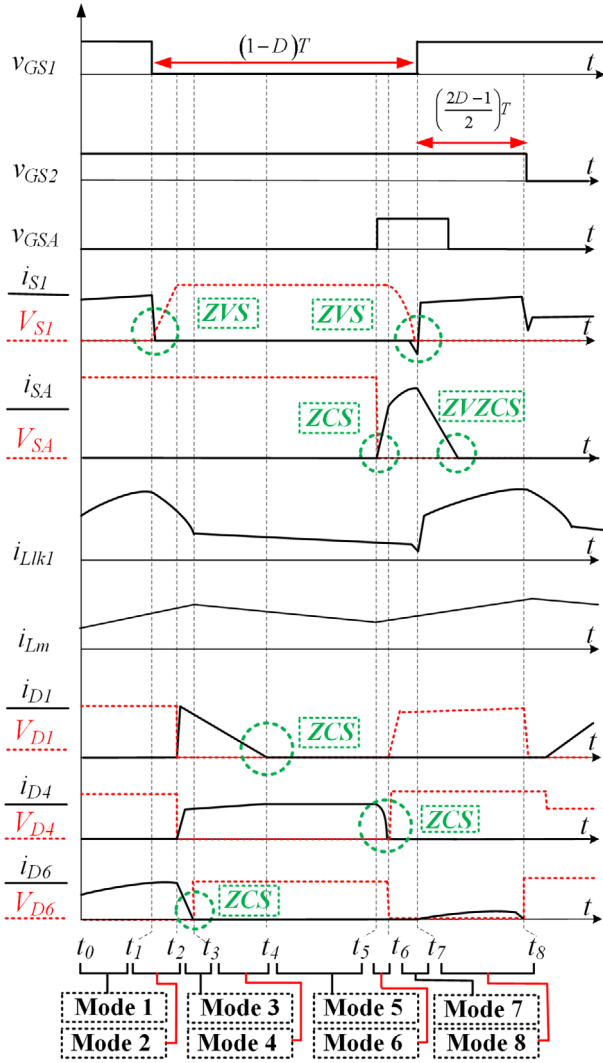 v_GS1
(1-D)T
t
(2D-1/2)T
v_GS2
t
v_GSA
t
i_S1
V_S1
ZVS
ZVS
t
i_SA
V_SA
ZCS
ZVZCS
t
i_Llk1
t
i_Lm
t
i_D1
V_D1
ZCS
t
i_D4
V_D4
ZCS
t
i_D6
V_D6
ZCS
t
t_0 t_1 t_2 t_3 t_4 t_5 t_6 t_7 t_8
Mode 1 Mode 3 Mode 5 Mode 7
Mode 2 Mode 4 Mode 6 Mode 8